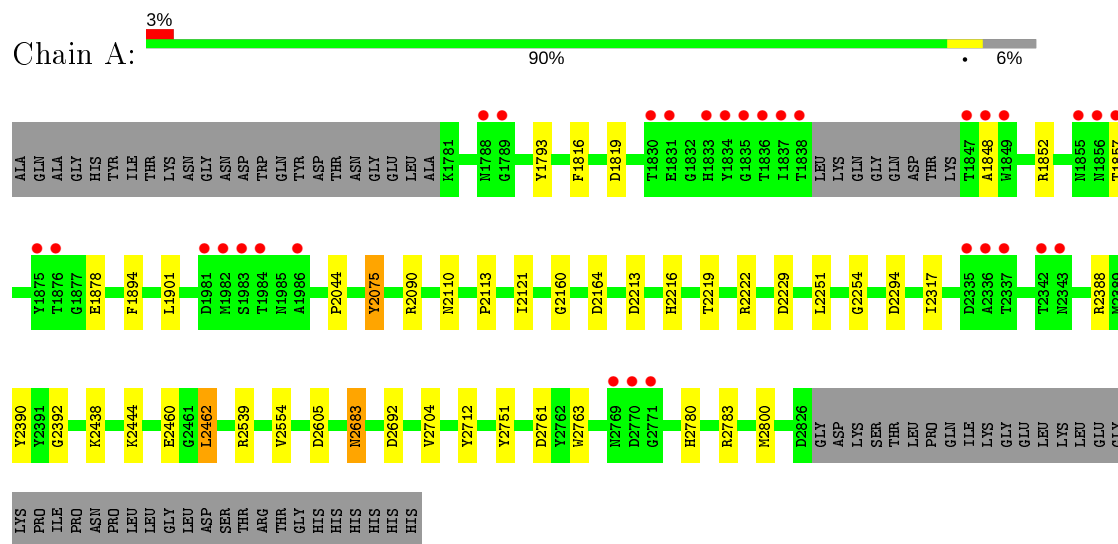 3%
Chain A:
90% • 6%
ALA GLN ALA GLY HIS TYR ILE THR LYS ASN GLY ASN ASP TRP GLN TYR ASP THR ASN GLY GLU LEU ALA K1781 N1788 G1789 Y1793 F1816 D1819 T1830 E1831 G1832 H1833 Y1834 G1835 T1836 I1837 T1838 LEU LYS GLN GLY GLN ASP THR LYS T1847 A1848 W1849 R1852 N1855 N1856 T1857
Y1875 T1876 G1877 E1878 F1894 L1901 D1981 M1982 S1983 T1984 N1985 A1986 P2044 Y2075 R2090 N2110 P2113 I2121 G2160 D2164 D2213 H2216 T2219 R2222 D2229 L2251 G2254 D2294 I2317 D2335 A2336 T2337 T2342 N2343 R2388 M2389
Y2390 Y2391 G2392 K2438 K2444 E2460 G2461 L2462 R2539 V2554 D2605 N2683 D2692 V2704 Y2712 Y2751 D2761 Y2762 W2763 N2769 D2770 G2771 H2780 R2783 M2800 D2826 GLY ASP LYS SER THR LEU PRO GLN ILE LYS GLY GLU LEU LYS LEU GLU GLY
LYS PRO ILE PRO ASN PRO LEU LEU GLY LEU ASP SER THR ARG THR GLY HIS HIS HIS HIS HIS HIS